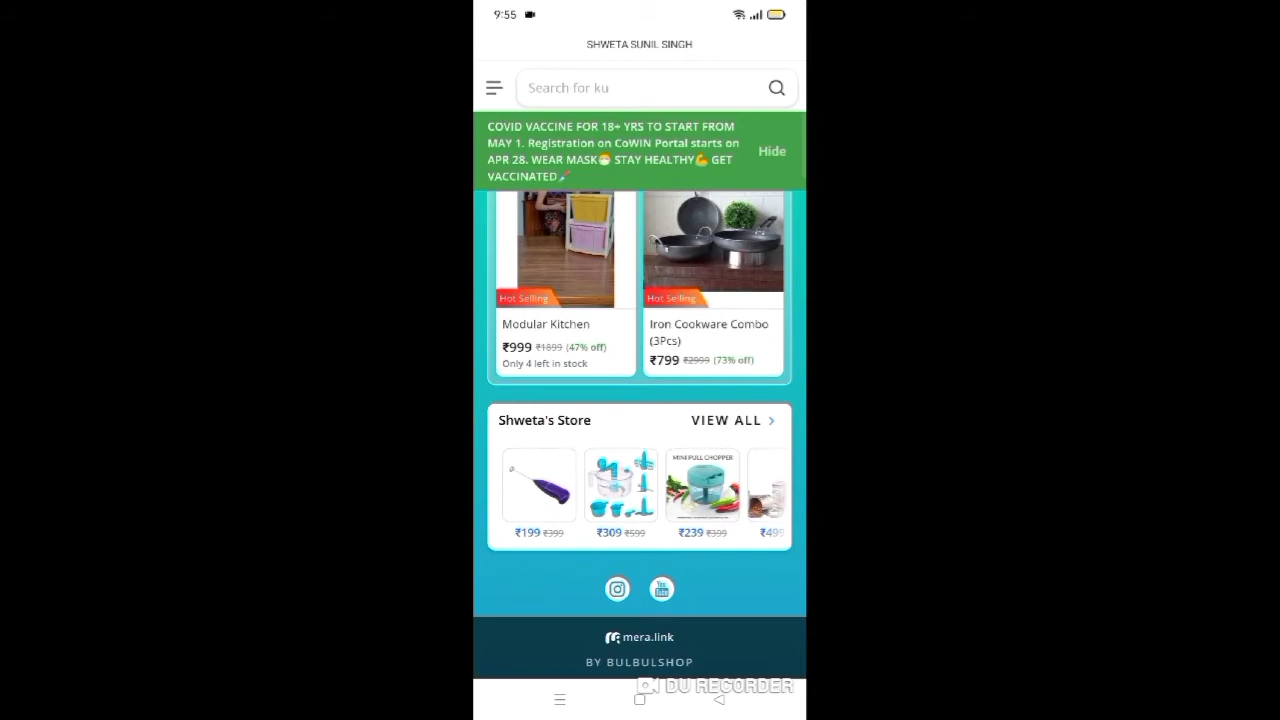 9:55
SHWETA SUNIL SINGH
Search for ku
COVID VACCINE FOR 18+ YRS TO START FROM
MAY 1. Registration on CoWIN Portal starts on
APR 28. WEAR MASK😷 STAY HEALTHY💪 GET
VACCINATED💉
Hide
Hot Selling
Modular Kitchen
₹999 ₹1899 (47% off)
Only 4 left in stock
Hot Selling
Iron Cookware Combo
(3Pcs)
₹799 ₹2999 (73% off)
Shweta's Store
VIEW ALL >
MINI PULL CHOPPER
₹199 ₹399
₹309 ₹599
₹239 ₹399
₹499
You
Tube
mera.link
BY BULBULSHOP
DU RECORDER